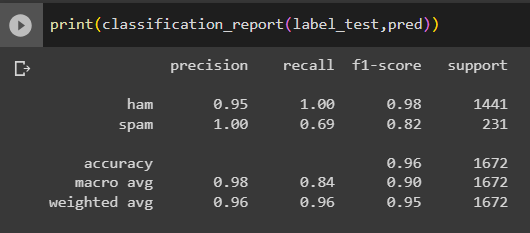 print(classification_report(label_test,pred))
precision recall f1-score support
ham 0.95 1.00 0.98 1441
spam 1.00 0.69 0.82 231
accuracy 0.96 1672
macro avg 0.98 0.84 0.90 1672
weighted avg 0.96 0.96 0.95 1672